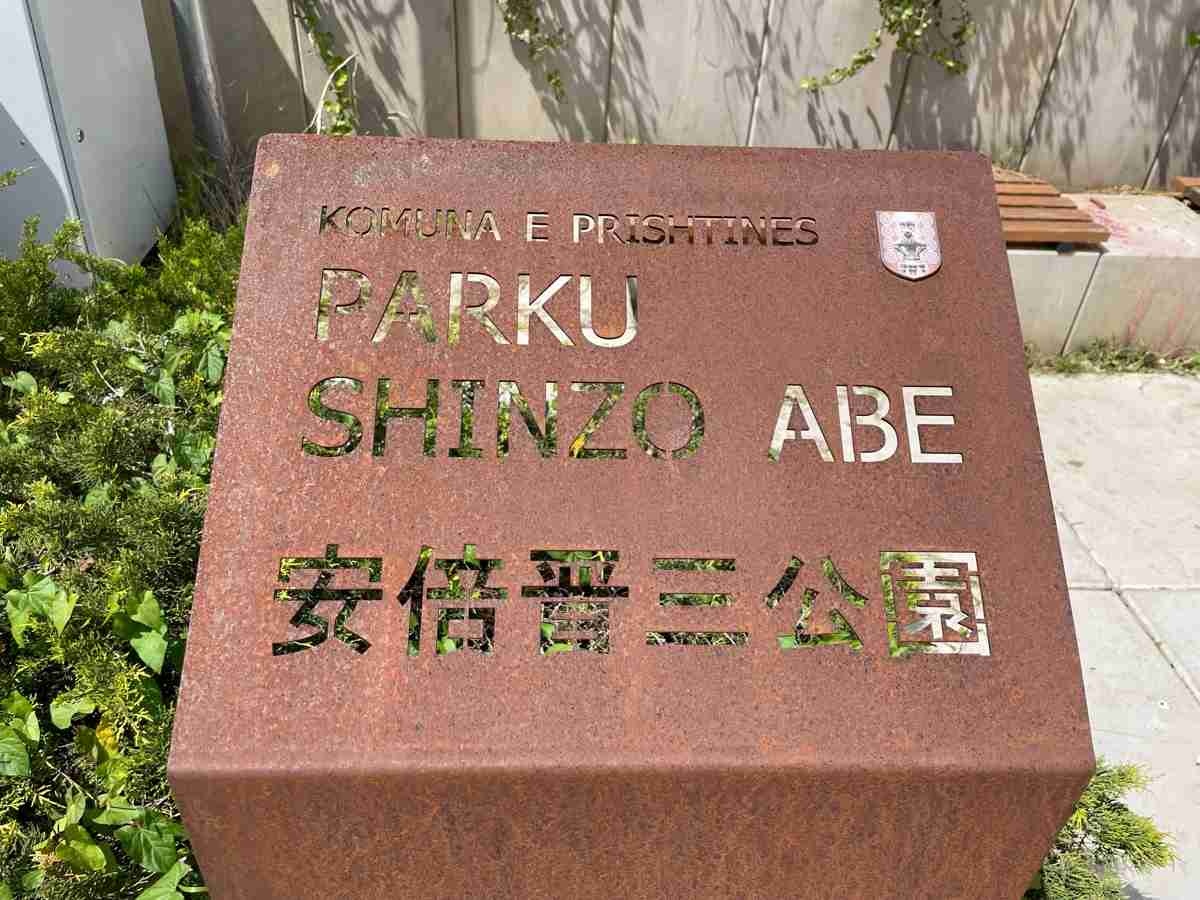 KOMUNA E PRISHTINES
PARKU
SHINZO ABE
安倍晋三公園